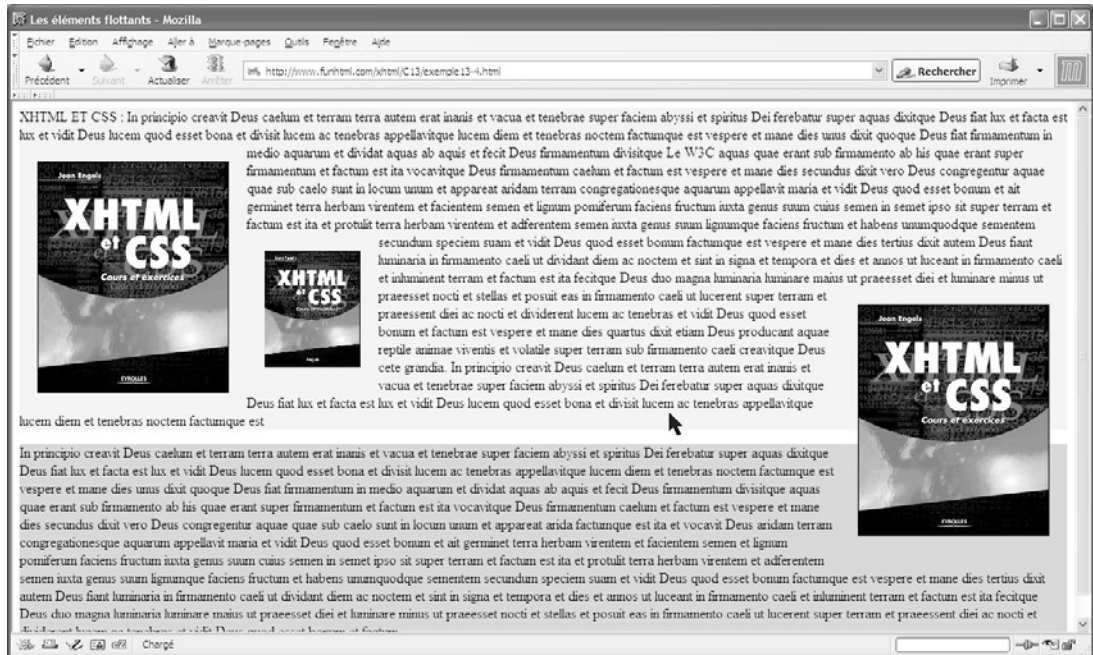 Les éléments flottants - Mozilla
Fichier Edition Affichage Aller à Marque-pages Outils Fenêtre Aide
Précédent Suivant Actualiser Arrêter http://www.funhtml.com/xhtml/C13/exemple13-4.html Rechercher Imprimer
XHTML ET CSS : In principio creavit Deus caelum et terram terra autem erat inanis et vacua et tenebrae super faciem abyssi et spiritus Dei ferebatur super aquas dixitque Deus fiat lux et facta est
lux et vidit Deus lucem quod esset bona et divisit lucem ac tenebras appellavitque lucem diem et tenebras noctem factumque est vespere et mane dies unus dixit quoque Deus fiat firmamentum in
medio aquarum et dividat aquas ab aquis et fecit Deus firmamentum divisitque Le W3C aquas quae erant sub firmamento ab his quae erant super
firmamentum et factum est ita vocavitque Deus firmamentum caelum et factum est vespere et mane dies secundus dixit vero Deus congregentur aquae
quae sub caelo sunt in locum unum et appareat aridam terram congregationesque aquarum appellavit maria et vidit Deus quod esset bonum et ait
germinet terra herbam virentem et facientem semen et lignum pomiferum faciens fructum iuxta genus suum cuius semen in semet ipso sit super terram et
factum est ita et protulit terra herbam virentem et adferentem semen iuxta genus suum lignumque faciens fructum et habens unumquodque sementem
secundum speciem suam et vidit Deus quod esset bonum factumque est vespere et mane dies tertius dixit autem Deus fiant
luminaria in firmamento caeli ut dividant diem ac noctem et sint in signa et tempora et dies et annos ut luceant in firmamento caeli
et inluminent terram et factum est ita fecitque Deus duo magna luminaria luminare maius ut praeesset diei et luminare minus ut
praeesset nocti et stellas et posuit eas in firmamento caeli ut lucerent super terram et
praeessent diei ac nocti et dividerent lucem ac tenebras et vidit Deus quod esset
bonum et factum est vespere et mane dies quartus dixit etiam Deus producant aquae
reptile animae viventis et volatile super terram sub firmamento caeli creavitque Deus
cete grandia. In principio creavit Deus caelum et terram terra autem erat inanis et
vacua et tenebrae super faciem abyssi et spiritus Dei ferebatur super aquas dixitque
Deus fiat lux et facta est lux et vidit Deus lucem quod esset bona et divisit lucem ac tenebras appellavitque
lucem diem et tenebras noctem factumque est
Jean Engels
XHTML
et
CSS
Cours et exercices
EYROLLES
XHTML
et
CSS
Jean Engels
XHTML
et
CSS
Cours et exercices
EYROLLES
In principio creavit Deus caelum et terram terra autem erat inanis et vacua et tenebrae super faciem abyssi et spiritus Dei ferebatur super aquas dixitque
Deus fiat lux et facta est lux et vidit Deus lucem quod esset bona et divisit lucem ac tenebras appellavitque lucem diem et tenebras noctem factumque est
vespere et mane dies unus dixit quoque Deus fiat firmamentum in medio aquarum et dividat aquas ab aquis et fecit Deus firmamentum divisitque aquas
quae erant sub firmamento ab his quae erant super firmamentum et factum est ita vocavitque Deus firmamentum caelum et factum est vespere et mane
dies secundus dixit vero Deus congregentur aquae quae sub caelo sunt in locum unum et appareat arida factumque est ita et vocavit Deus aridam terram
congregationesque aquarum appellavit maria et vidit Deus quod esset bonum et ait germinet terra herbam virentem et facientem semen et lignum
pomiferum faciens fructum iuxta genus suum cuius semen in semet ipso sit super terram et factum est ita et protulit terra herbam virentem et adferentem
semen iuxta genus suum lignumque faciens fructum et habens unumquodque sementem secundum speciem suam et vidit Deus quod esset bonum factumque est vespere et mane dies tertius dixit
autem Deus fiant luminaria in firmamento caeli ut dividant diem ac noctem et sint in signa et tempora et dies et annos ut luceant in firmamento caeli et inluminent terram et factum est ita fecitque
Deus duo magna luminaria luminare maius ut praeesset diei et luminare minus ut praeesset nocti et stellas et posuit eas in firmamento caeli ut lucerent super terram et praeessent diei ac nocti et
Chargé